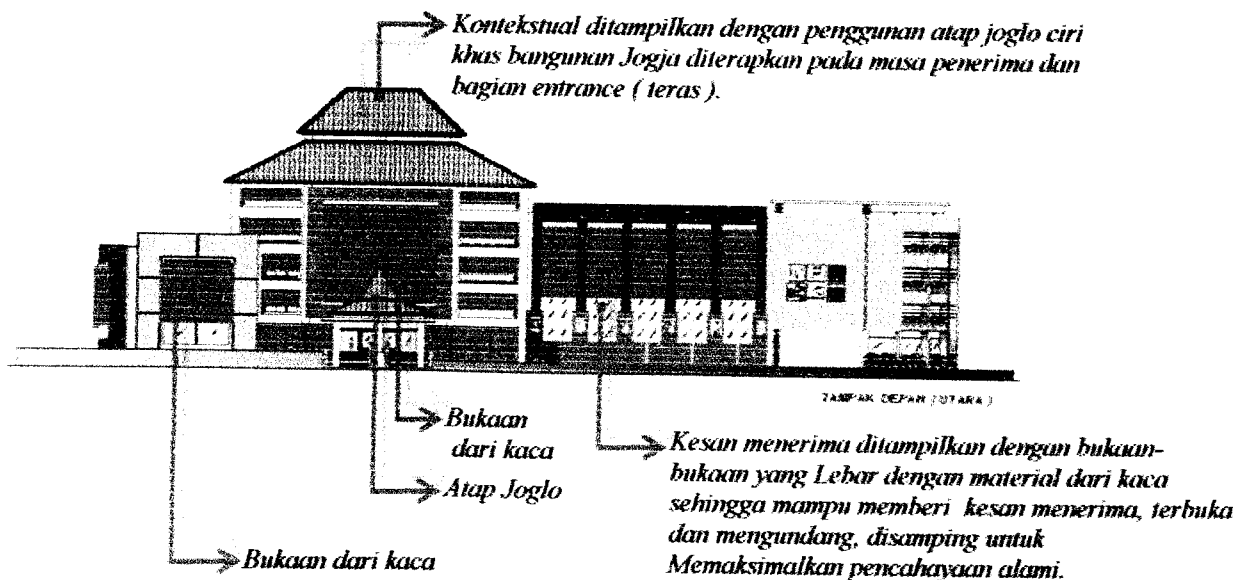 Kontekstual ditampilkan dengan penggunan atap joglo ciri
khas bangunan Jogja diterapkan pada masa penerima dan
bagian entrance ( teras ).
TAMPAK DEPAN ( UTARA )
Bukaan
dari kaca
Atap Joglo
Bukaan dari kaca
Kesan menerima ditampilkan dengan bukaan-
bukaan yang Lebar dengan material dari kaca
sehingga mampu memberi kesan menerima, terbuka
dan mengundang, disamping untuk
Memaksimalkan pencahayaan alami.